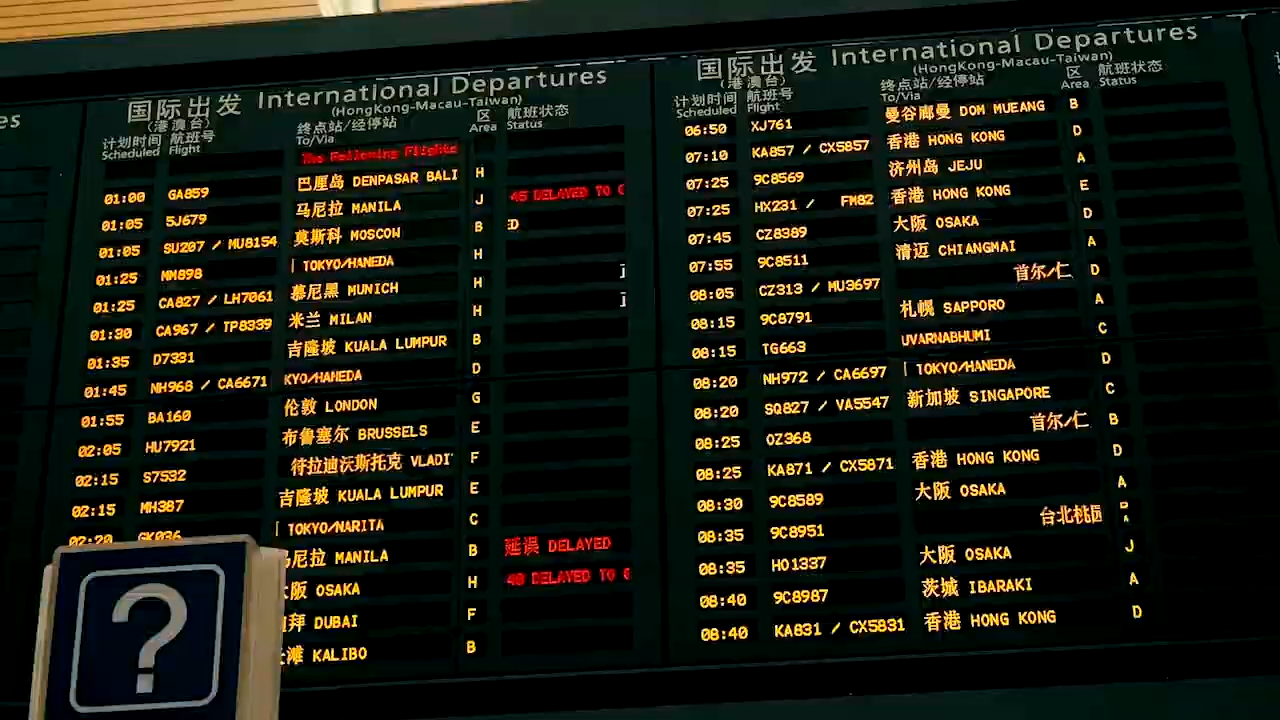 国际出发 International Departures
(港澳台) (HongKong-Macau-Taiwan)
计划时间 航班号 终点站/经停站 区 航班状态
Scheduled Flight To/Via Area Status
The Following Flights
01:00 GA859 巴厘岛 DENPASAR BALI H
01:05 5J679 马尼拉 MANILA J 45 DELAYED TO
01:05 SU207 / MU8154 莫斯科 MOSCOW B
01:25 MM898 TOKYO/HANEDA H
01:25 CA827 / LH7061 慕尼黑 MUNICH H
01:30 CA967 / TP8339 米兰 MILAN H
01:35 D7331 吉隆坡 KUALA LUMPUR B
01:45 NH968 / CA6671 KYO/HANEDA D
01:55 BA160 伦敦 LONDON G
02:05 HU7921 布鲁塞尔 BRUSSELS E
02:15 S7532 符拉迪沃斯托克 VLADI F
02:15 MH387 吉隆坡 KUALA LUMPUR E
02:20 GK036 TOKYO/NARITA C
马尼拉 MANILA B 延误 DELAYED
大阪 OSAKA H 40 DELAYED TO
拜 DUBAI F
滩 KALIBO B
?
国际出发 International Departures
(港澳台) (HongKong-Macau-Taiwan)
计划时间 航班号 终点站/经停站 区 航班状态
Scheduled Flight To/Via Area Status
06:50 XJ761 曼谷廊曼 DOM MUEANG B
07:10 KA857 / CX5857 香港 HONG KONG D
07:25 9C8569 济州岛 JEJU A
07:25 HX231 / FM82 香港 HONG KONG E
07:45 CZ8389 大阪 OSAKA D
07:55 9C8511 清迈 CHIANGMAI A
08:05 CZ313 / MU3697 首尔/仁 D
08:15 9C8791 札幌 SAPPORO A
08:15 TG663 UVARNABHUMI C
08:20 NH972 / CA6697 TOKYO/HANEDA D
08:20 SQ827 / VA5547 新加坡 SINGAPORE C
08:25 OZ368 首尔/仁 B
08:25 KA871 / CX5871 香港 HONG KONG D
08:30 9C8589 大阪 OSAKA A
08:35 9C8951 台北桃园
08:35 HO1337 大阪 OSAKA J
08:40 9C8987 茨城 IBARAKI A
08:40 KA831 / CX5831 香港 HONG KONG D